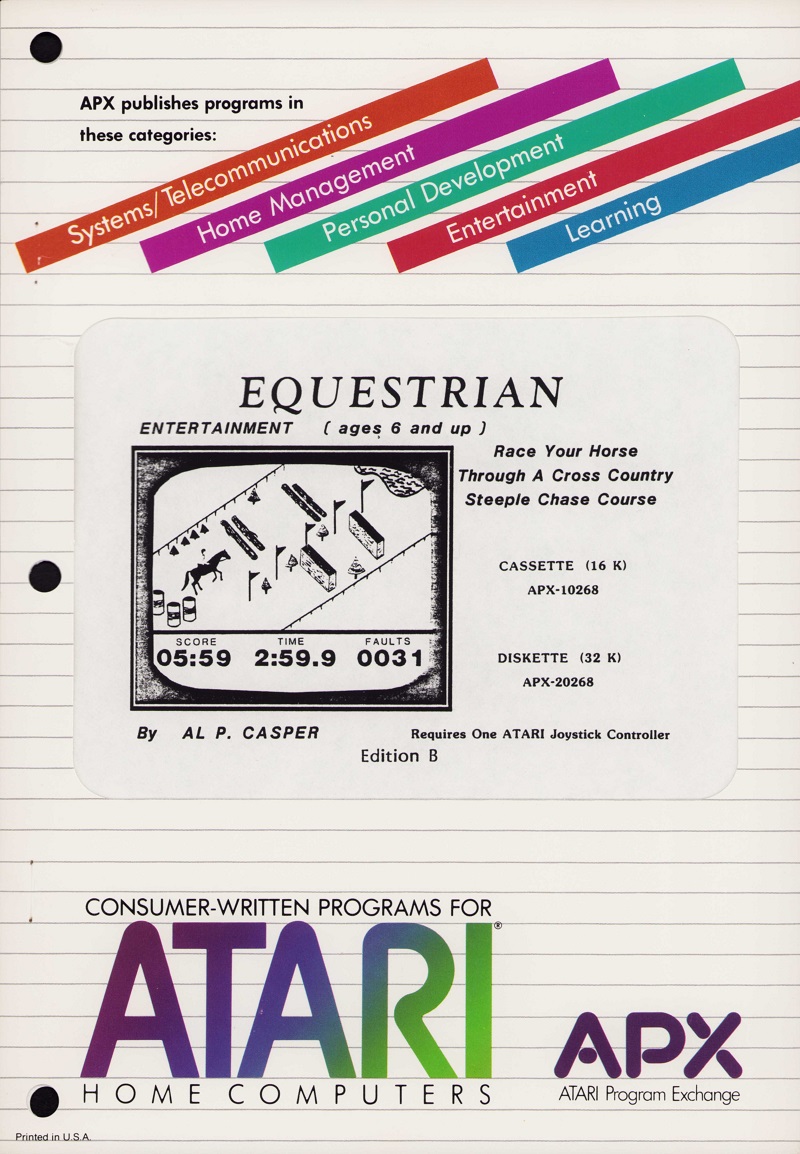 APX publishes programs in
these categories:
Systems/Telecommunications
Home Management
Personal Development
Entertainment
Learning
EQUESTRIAN
ENTERTAINMENT ( ages 6 and up )
Race Your Horse
Through A Cross Country
Steeple Chase Course
CASSETTE (16 K)
APX-10268
DISKETTE (32 K)
APX-20268
SCORE TIME FAULTS
05:59 2:59.9 0031
By AL P. CASPER
Requires One ATARI Joystick Controller
Edition B
CONSUMER-WRITTEN PROGRAMS FOR
ATARI®
HOME COMPUTERS
APX
ATARI Program Exchange
Printed in U.S.A.